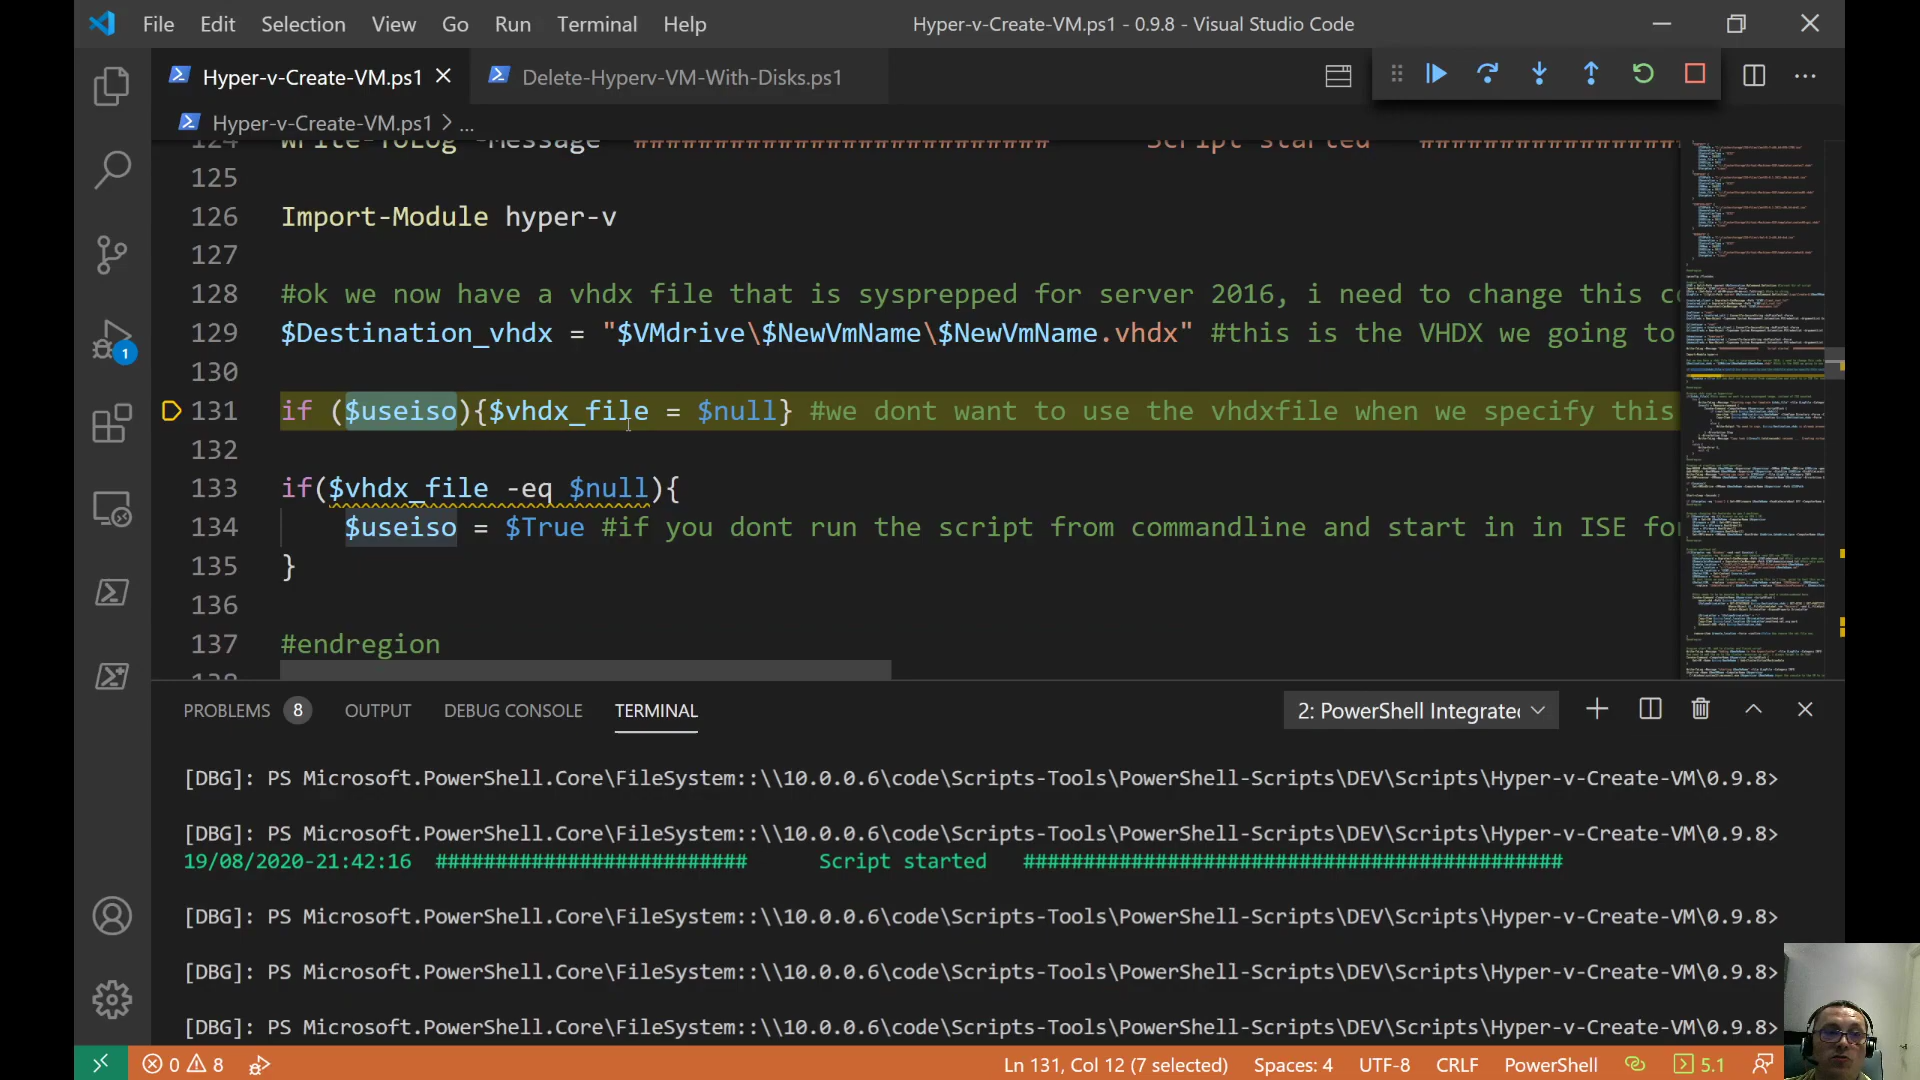 File Edit Selection View Go Run Terminal Help Hyper-v-Create-VM.ps1 - 0.9.8 - Visual Studio Code
Hyper-v-Create-VM.ps1 Delete-Hyperv-VM-With-Disks.ps1
Hyper-v-Create-VM.ps1 > ...
124 Write-ToLog -Message ########################## Script started ################
125
126 Import-Module hyper-v
127
128 #ok we now have a vhdx file that is sysprepped for server 2016, i need to change this
129 $Destination_vhdx = "$VMdrive\$NewVmName\$NewVmName.vhdx" #this is the VHDX we going to
130
131 if ($useiso){$vhdx_file = $null} #we dont want to use the vhdxfile when we specify this
132
133 if($vhdx_file -eq $null){
134 $useiso = $True #if you dont run the script from commandline and start in in ISE for
135 }
136
137 #endregion
138
PROBLEMS 8 OUTPUT DEBUG CONSOLE TERMINAL 2: PowerShell Integrate
[DBG]: PS Microsoft.PowerShell.Core\FileSystem::\\10.0.0.6\code\Scripts-Tools\PowerShell-Scripts\DEV\Scripts\Hyper-v-Create-VM\0.9.8>
[DBG]: PS Microsoft.PowerShell.Core\FileSystem::\\10.0.0.6\code\Scripts-Tools\PowerShell-Scripts\DEV\Scripts\Hyper-v-Create-VM\0.9.8>
19/08/2020-21:42:16 ########################## Script started #############################################
[DBG]: PS Microsoft.PowerShell.Core\FileSystem::\\10.0.0.6\code\Scripts-Tools\PowerShell-Scripts\DEV\Scripts\Hyper-v-Create-VM\0.9.8>
[DBG]: PS Microsoft.PowerShell.Core\FileSystem::\\10.0.0.6\code\Scripts-Tools\PowerShell-Scripts\DEV\Scripts\Hyper-v-Create-VM\0.9.8>
[DBG]: PS Microsoft.PowerShell.Core\FileSystem::\\10.0.0.6\code\Scripts-Tools\PowerShell-Scripts\DEV\Scripts\Hyper-v-Create-VM\0.9.8>
0 8 Ln 131, Col 12 (7 selected) Spaces: 4 UTF-8 CRLF PowerShell 5.1
1